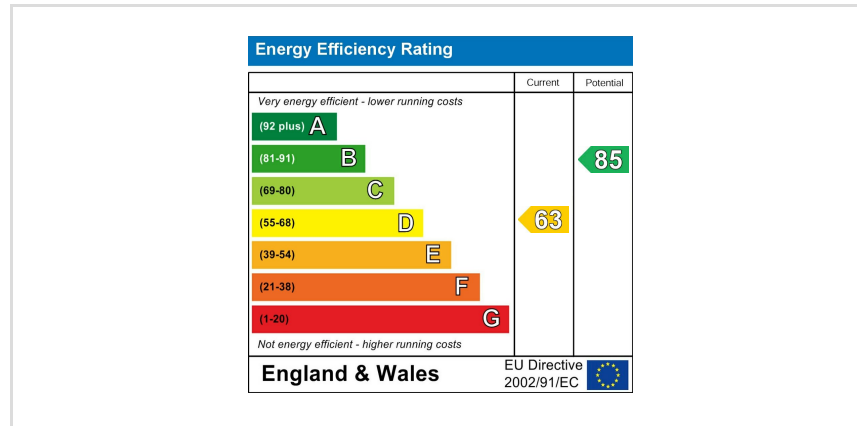 Energy Efficiency Rating
Current Potential
Very energy efficient - lower running costs
(92 plus) A
(81-91) B 85
(69-80) C
(55-68) D 63
(39-54) E
(21-38) F
(1-20) G
Not energy efficient - higher running costs
England & Wales
EU Directive
2002/91/EC